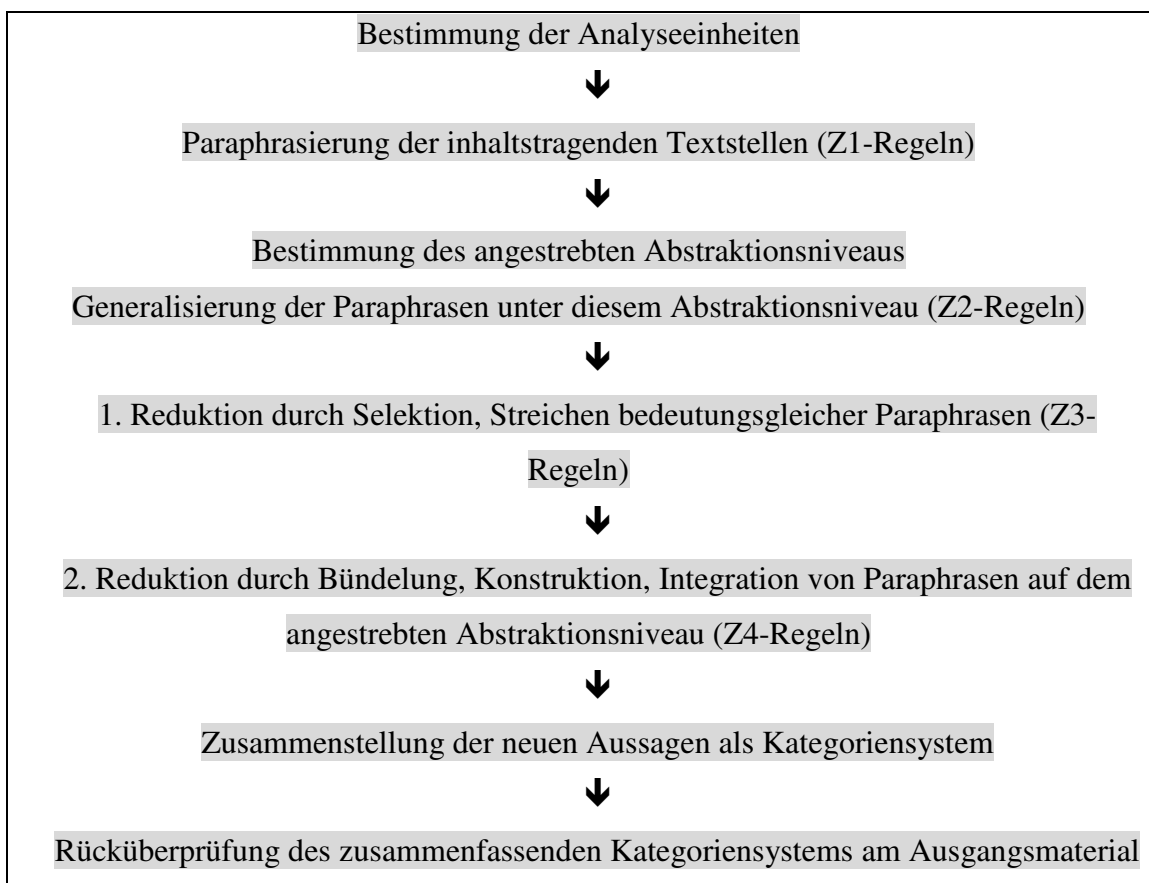 Bestimmung der Analyseeinheiten
Paraphrasierung der inhaltstragenden Textstellen (Z1-Regeln)
Bestimmung des angestrebten Abstraktionsniveaus
Generalisierung der Paraphrasen unter diesem Abstraktionsniveau (Z2-Regeln)
1. Reduktion durch Selektion, Streichen bedeutungsgleicher Paraphrasen (Z3-
Regeln)
2. Reduktion durch Bündelung, Konstruktion, Integration von Paraphrasen auf dem
angestrebten Abstraktionsniveau (Z4-Regeln)
Zusammenstellung der neuen Aussagen als Kategoriensystem
Rücküberprüfung des zusammenfassenden Kategoriensystems am Ausgangsmaterial